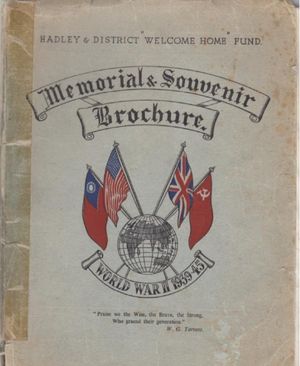 HADLEY & DISTRICT "WELCOME HOME" FUND.
Memorial & Souvenir
Brochure.
WORLD WAR II 1939-45
"Praise we the Wise, the Brave, the Strong,
Who graced their generation."
W. G. Tarrant.